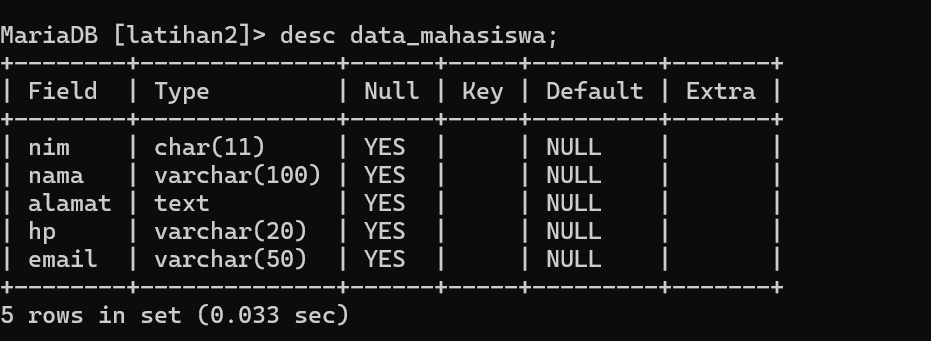 MariaDB [latihan2]> desc data_mahasiswa;
+---------+--------------+------+-----+---------+-------+
| Field   | Type         | Null | Key | Default | Extra |
+---------+--------------+------+-----+---------+-------+
| nim     | char(11)     | YES  |     | NULL    |       |
| nama    | varchar(100) | YES  |     | NULL    |       |
| alamat  | text         | YES  |     | NULL    |       |
| hp      | varchar(20)  | YES  |     | NULL    |       |
| email   | varchar(50)  | YES  |     | NULL    |       |
+---------+--------------+------+-----+---------+-------+
5 rows in set (0.033 sec)